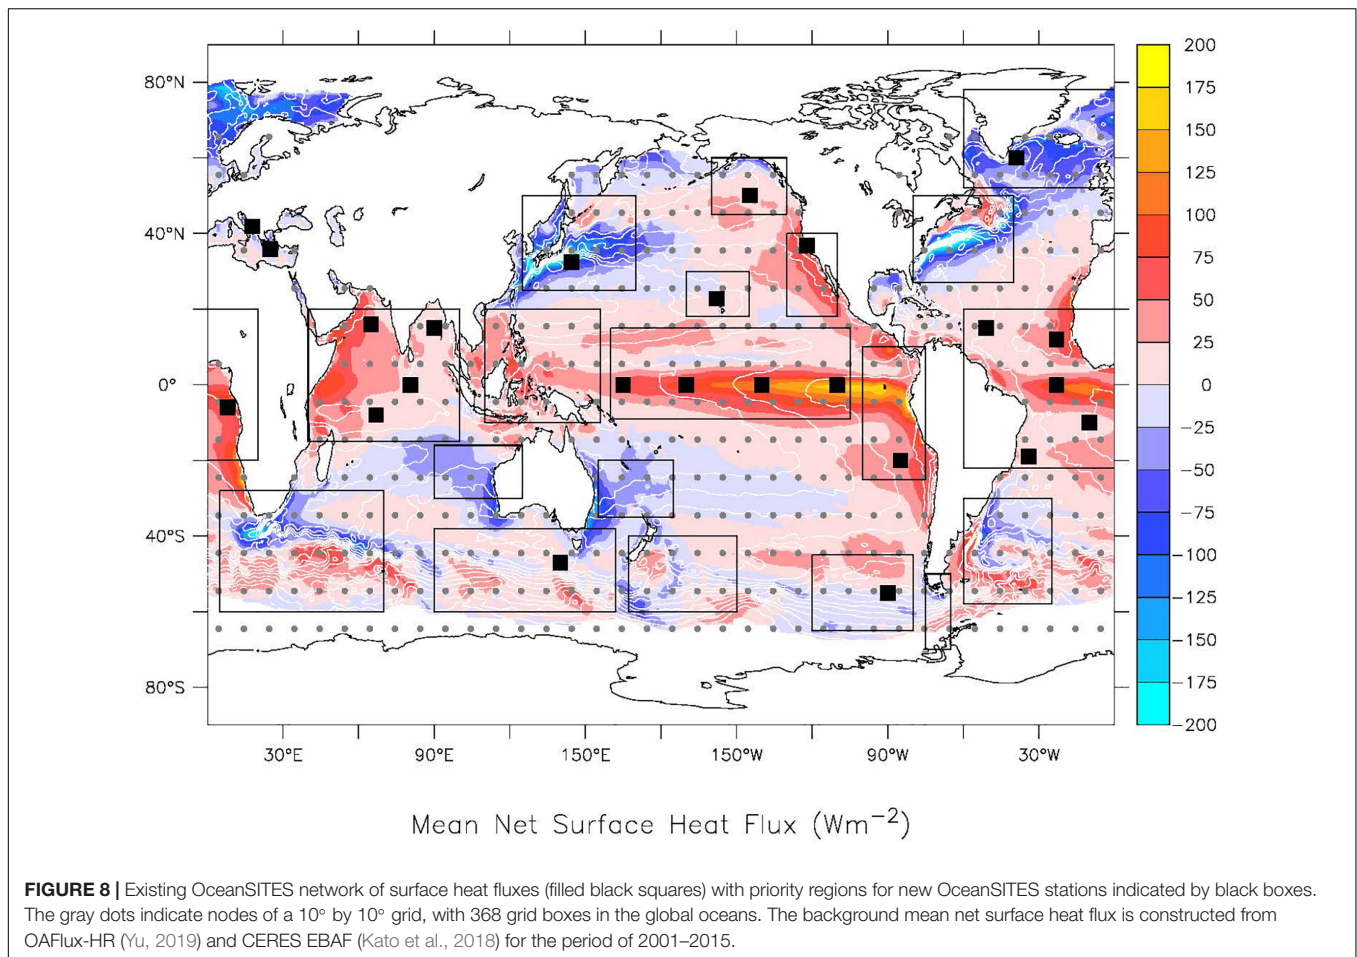 80°N
40°N
0°
40°S
80°S
30°E
90°E
150°E
150°W
90°W
30°W
200
175
150
125
100
75
50
25
0
−25
−50
−75
−100
−125
−150
−175
−200
Mean Net Surface Heat Flux (Wm−2)
FIGURE 8 | Existing OceanSITES network of surface heat fluxes (filled black squares) with priority regions for new OceanSITES stations indicated by black boxes.
The gray dots indicate nodes of a 10° by 10° grid, with 368 grid boxes in the global oceans. The background mean net surface heat flux is constructed from
OAFlux-HR (Yu, 2019) and CERES EBAF (Kato et al., 2018) for the period of 2001–2015.